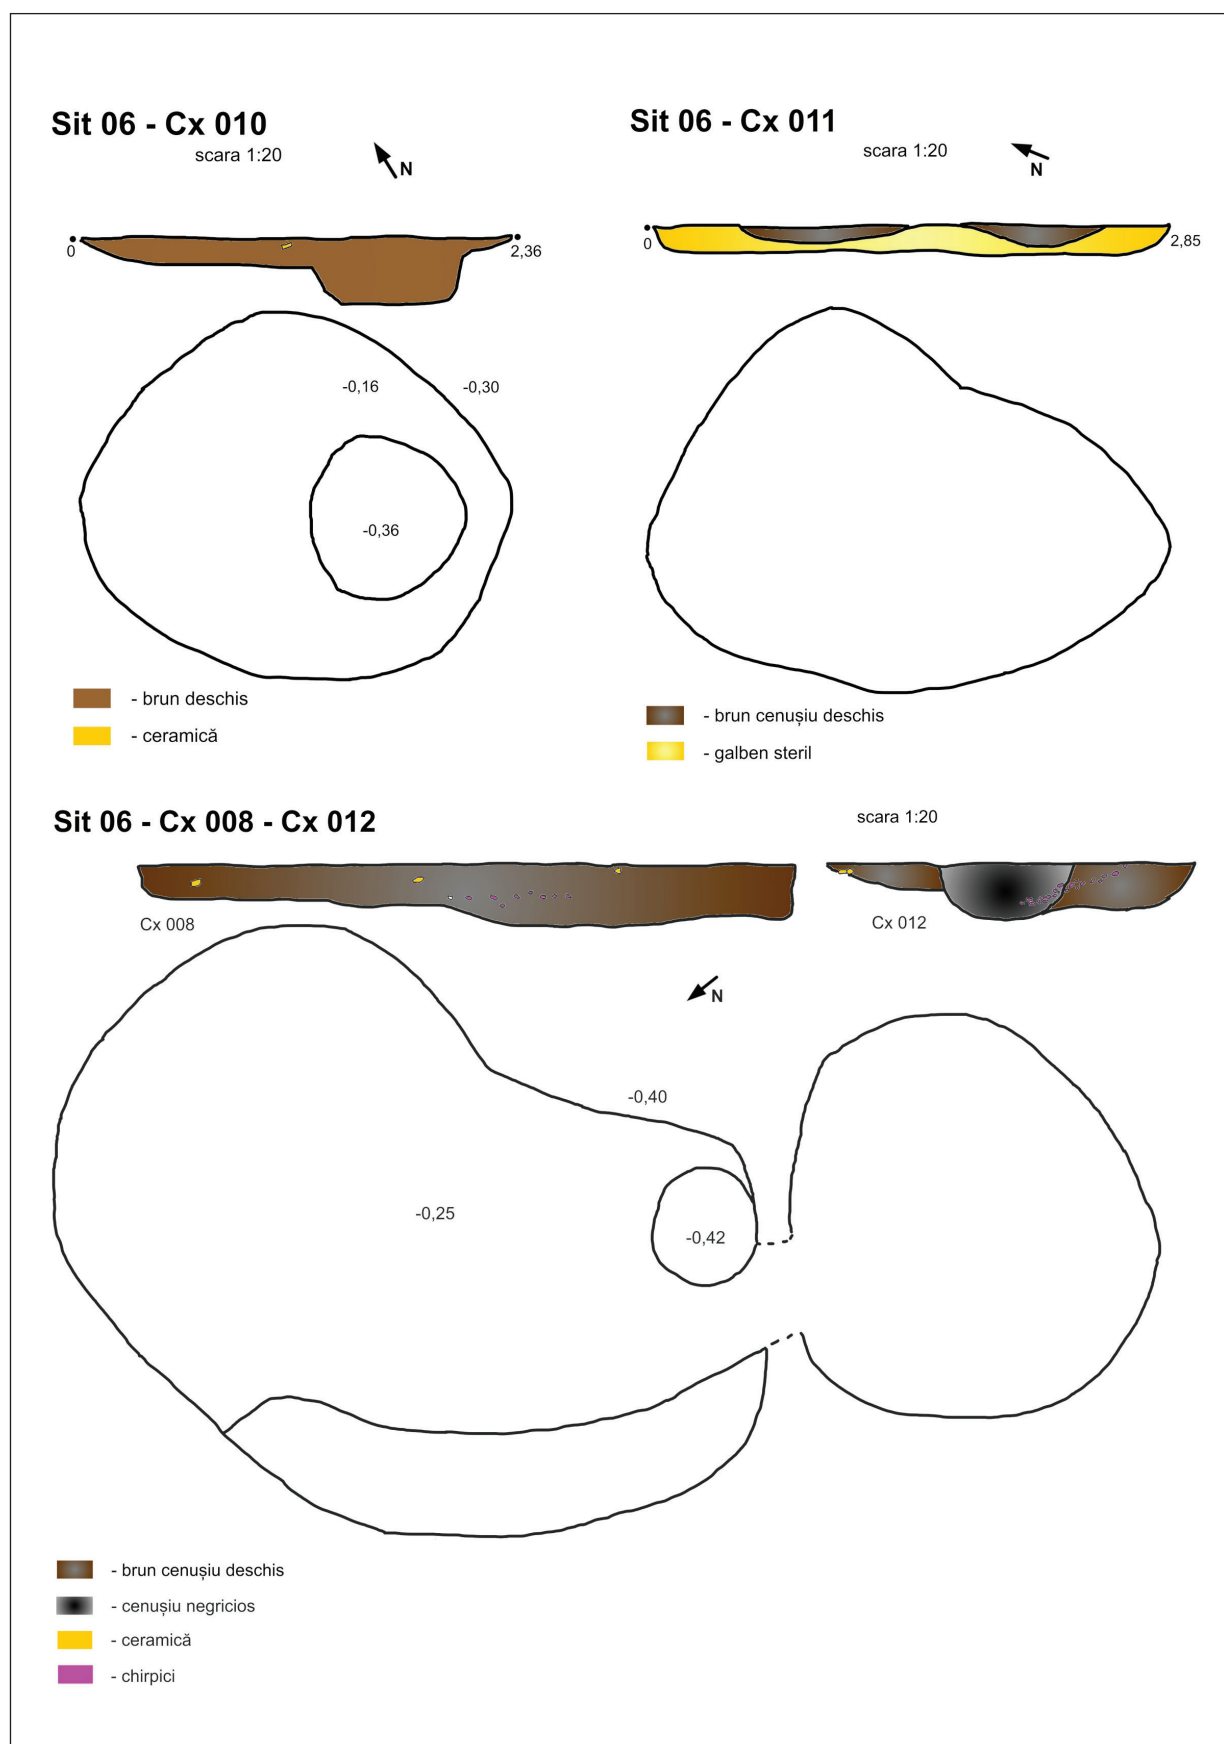 Sit 06 - Cx 010
scara 1:20
N
0
2,36
-0,16
-0,30
-0,36
- brun deschis
- ceramică
Sit 06 - Cx 011
scara 1:20
N
0
2,85
- brun cenușiu deschis
- galben steril
Sit 06 - Cx 008 - Cx 012
scara 1:20
Cx 008
Cx 012
N
-0,40
-0,25
-0,42
- brun cenușiu deschis
- cenușiu negricios
- ceramică
- chirpici